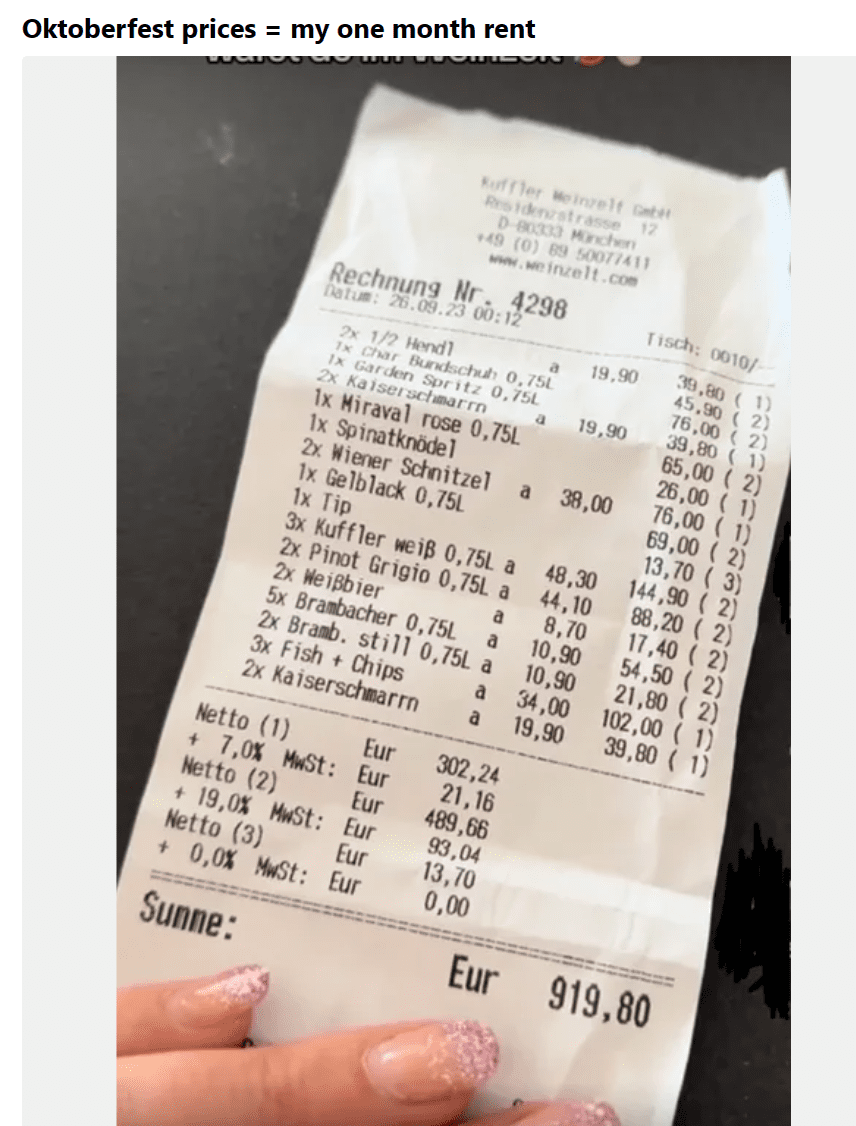 Oktoberfest prices = my one month rent
Kuffler Weinzelt GmbH
Residenzstrasse 12
D-80333 München
+49 (0) 89 50077411
www.weinzelt.com
Rechnung Nr. 4298
Datum: 26.09.23 00:12
Tisch: 0010/
2x 1/2 Hendl a 19,90 39,80 ( 1)
1x Char Bundschuh 0,75L 45,90 ( 2)
1x Garden Spritz 0,75L 76,00 ( 2)
2x Kaiserschmarrn a 19,90 39,80 ( 1)
1x Miraval rose 0,75L 65,00 ( 2)
1x Spinatknödel 26,00 ( 1)
2x Wiener Schnitzel a 38,00 76,00 ( 1)
1x Gelblack 0,75L 69,00 ( 2)
1x Tip 13,70 ( 3)
3x Kuffler weiß 0,75L a 48,30 144,90 ( 2)
2x Pinot Grigio 0,75L a 44,10 88,20 ( 2)
2x Weißbier a 8,70 17,40 ( 2)
5x Brambacher 0,75L a 10,90 54,50 ( 2)
2x Bramb. still 0,75L a 10,90 21,80 ( 2)
3x Fish + Chips a 34,00 102,00 ( 1)
2x Kaiserschmarrn a 19,90 39,80 ( 1)
Netto (1) Eur 302,24
+ 7,0% MwSt: Eur 21,16
Netto (2) Eur 489,66
+ 19,0% MwSt: Eur 93,04
Netto (3) Eur 13,70
+ 0,0% MwSt: Eur 0,00
Summe: Eur 919,80